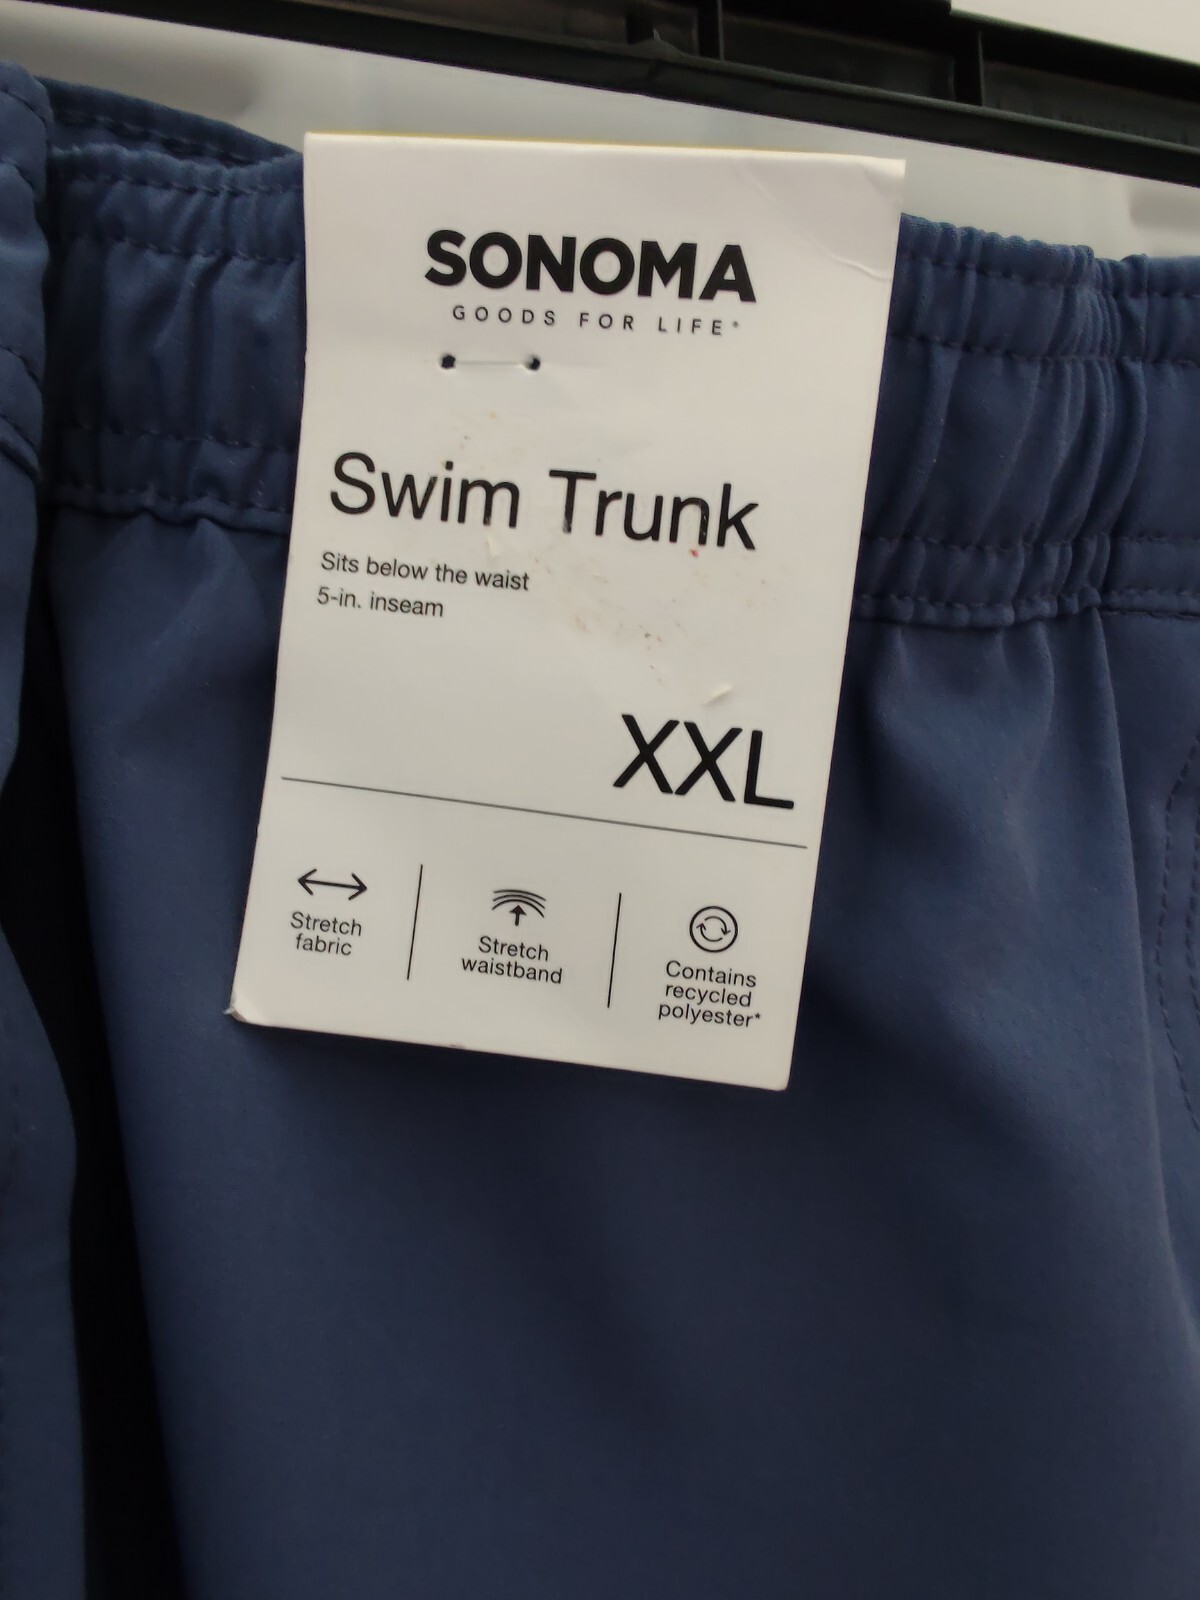 SONOMA
GOODS FOR LIFE®
Swim Trunk
Sits below the waist
5-in. inseam
XXL
Stretch
fabric
Stretch
waistband
Contains
recycled
polyester*